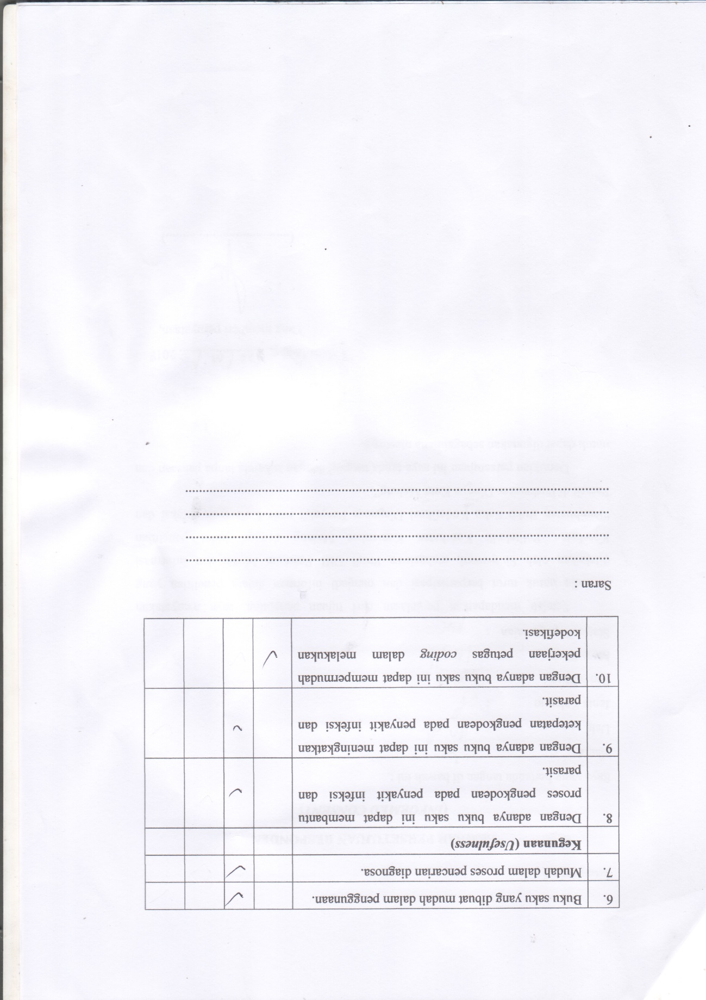 6. Buku saku yang dibuat mudah dalam penggunaan. ✓
7. Mudah dalam proses pencarian diagnosa. ✓
Kegunaan (Usefulness)
8. Dengan adanya buku saku ini dapat membantu
proses pengkodean pada penyakit infeksi dan ✓
parasit.
9. Dengan adanya buku saku ini dapat meningkatkan
ketepatan pengkodean pada penyakit infeksi dan ✓
parasit.
10. Dengan adanya buku saku ini dapat mempermudah
pekerjaan petugas coding dalam melakukan ✓
kodefikasi.
Saran :